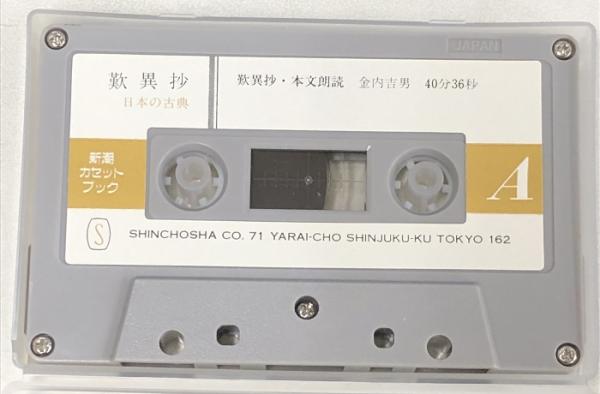 JAPAN
歎異抄
日本の古典
歎異抄・本文朗読 金内吉男 40分36秒
新潮
カセット
ブック
A
S
SHINCHOSHA CO. 71 YARAI-CHO SHINJUKU-KU TOKYO 162